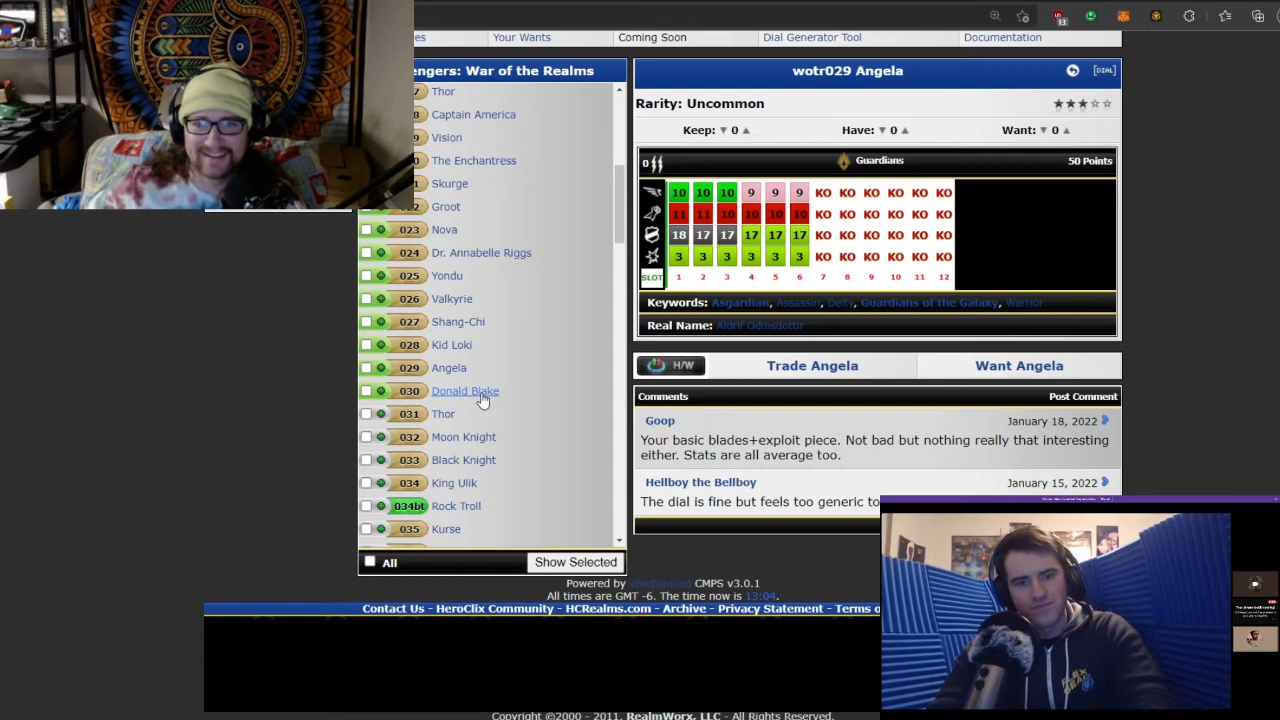 13
Your Wants
Coming Soon
Dial Generator Tool
Documentation
engers: War of the Realms
Thor
Captain America
Vision
The Enchantress
Skurge
Groot
023 Nova
024 Dr. Annabelle Riggs
025 Yondu
026 Valkyrie
027 Shang-Chi
028 Kid Loki
029 Angela
030 Donald Blake
031 Thor
032 Moon Knight
033 Black Knight
034 King Ulik
034bt Rock Troll
035 Kurse
All
Show Selected
wotr029 Angela
[DIAL]
Rarity: Uncommon
Keep: ▼ 0 ▲ Have: ▼ 0 ▲ Want: ▼ 0 ▲
0 Guardians 50 Points
10 10 10 9 9 9 KO KO KO KO KO KO
11 11 10 10 10 10 KO KO KO KO KO KO
18 17 17 17 17 17 KO KO KO KO KO KO
3 3 3 3 3 3 KO KO KO KO KO KO
SLOT 1 2 3 4 5 6 7 8 9 10 11 12
Keywords: Asgardian, Assassin, Deity, Guardians of the Galaxy, Warrior
Real Name: Aldrif Odinsdottir
H/W
Trade Angela
Want Angela
Comments
Post Comment
Goop
January 18, 2022
Your basic blades+exploit piece. Not bad but nothing really that interesting
either. Stats are all average too.
Hellboy the Bellboy
January 15, 2022
The dial is fine but feels too generic to
Powered by vBadvanced CMPS v3.0.1
All times are GMT -6. The time now is 13:04.
Contact Us - HeroClix Community - HCRealms.com - Archive - Privacy Statement - Terms o
Copyright ©2000 - 2011, RealmWorx, LLC - All Rights Reserved.